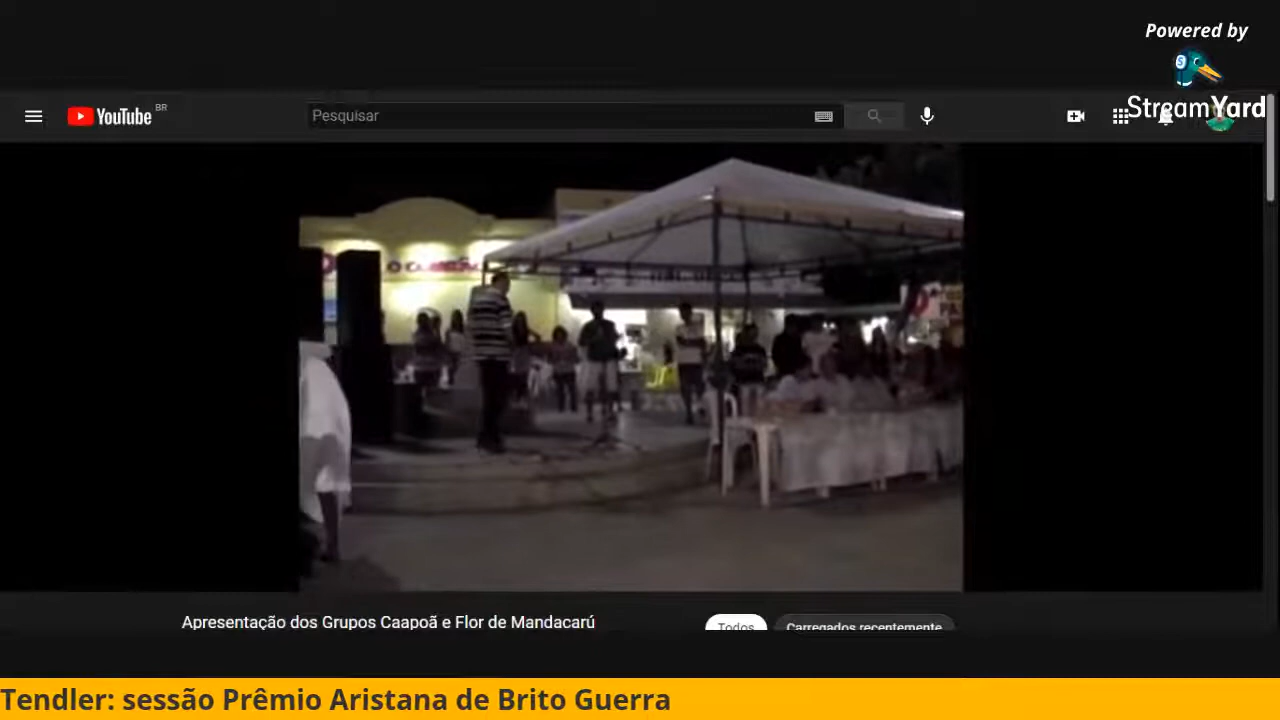 Powered by
StreamYard
YouTube BR
Pesquisar
Apresentação dos Grupos Caapoã e Flor de Mandacarú
Todos
Carregados recentemente
Tendler: sessão Prêmio Aristana de Brito Guerra